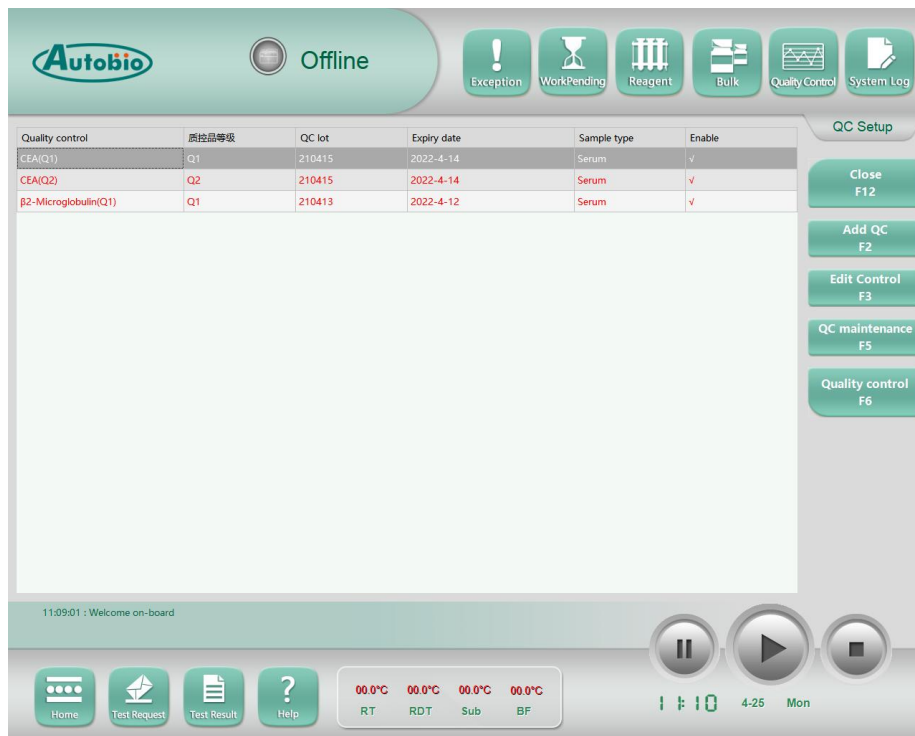 Autobio
Offline
Exception
WorkPending
Reagent
Bulk
Quality Control
System Log
QC Setup
Quality control 质控品等级 QC lot Expiry date Sample type Enable
CEA(Q1) Q1 210415 2022-4-14 Serum √
CEA(Q2) Q2 210415 2022-4-14 Serum √
β2-Microglobulin(Q1) Q1 210413 2022-4-12 Serum √
Close
F12
Add QC
F2
Edit Control
F3
QC maintenance
F5
Quality control
F6
11:09:01 : Welcome on-board
Home
Test Request
Test Result
Help
00.0°C 00.0°C 00.0°C 00.0°C
RT RDT Sub BF
11:10 4-25 Mon